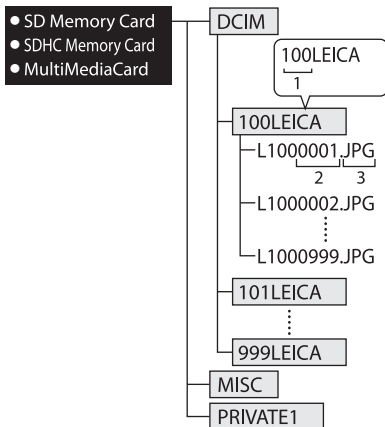 ● SD Memory Card
● SDHC Memory Card
● MultiMediaCard
DCIM
100LEICA
1
100LEICA
L1000001.JPG
2 3
L1000002.JPG
L1000999.JPG
101LEICA
999LEICA
MISC
PRIVATE1